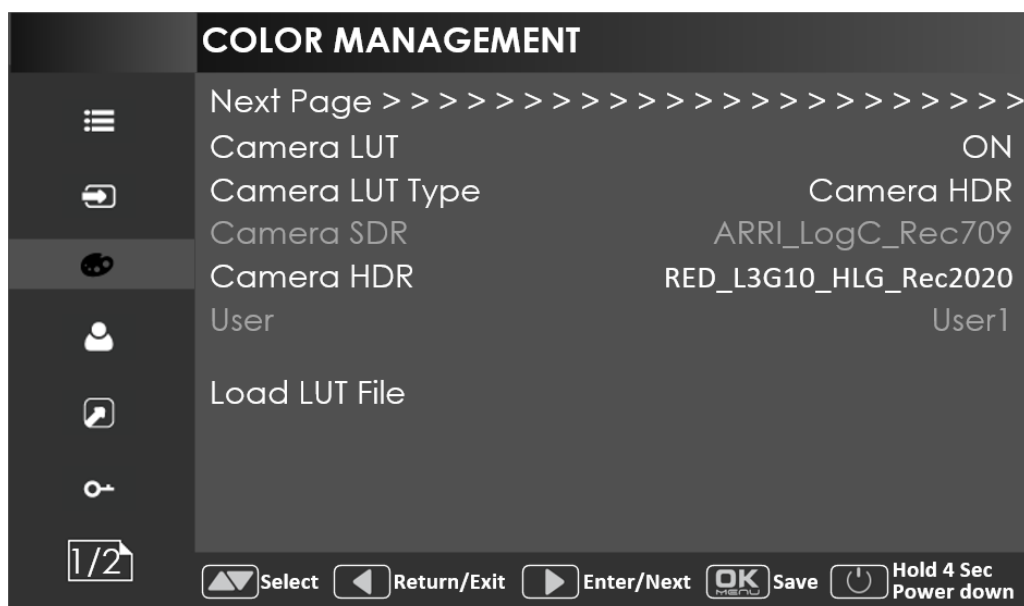 COLOR MANAGEMENT
Next Page > > > > > > > > > > > > > > > > > > > > > > >
Camera LUT ON
Camera LUT Type Camera HDR
Camera SDR ARRI_LogC_Rec709
Camera HDR RED_L3G10_HLG_Rec2020
User User1
Load LUT File
1/2
Select Return/Exit Enter/Next OK MENU Save Hold 4 Sec
Power down